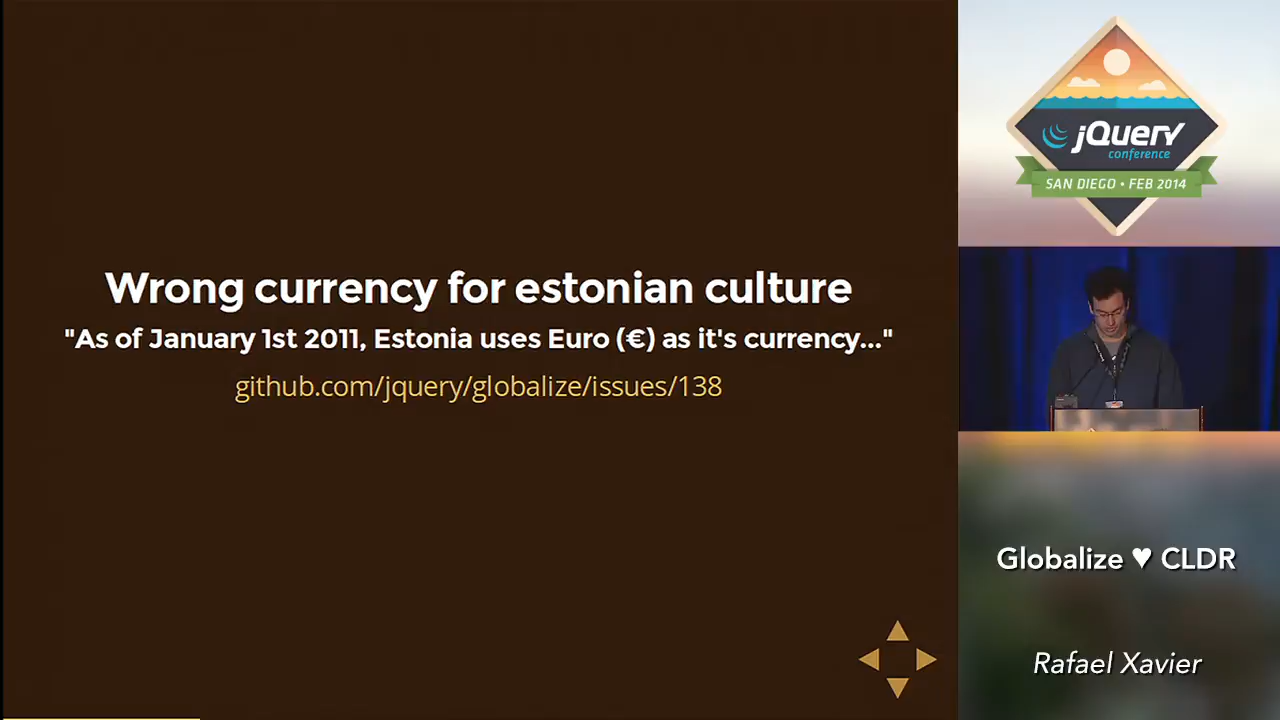 Wrong currency for estonian culture
"As of January 1st 2011, Estonia uses Euro (€) as it's currency..."
github.com/jquery/globalize/issues/138
jQuery
conference
SAN DIEGO • FEB 2014
Globalize ♥ CLDR
Rafael Xavier